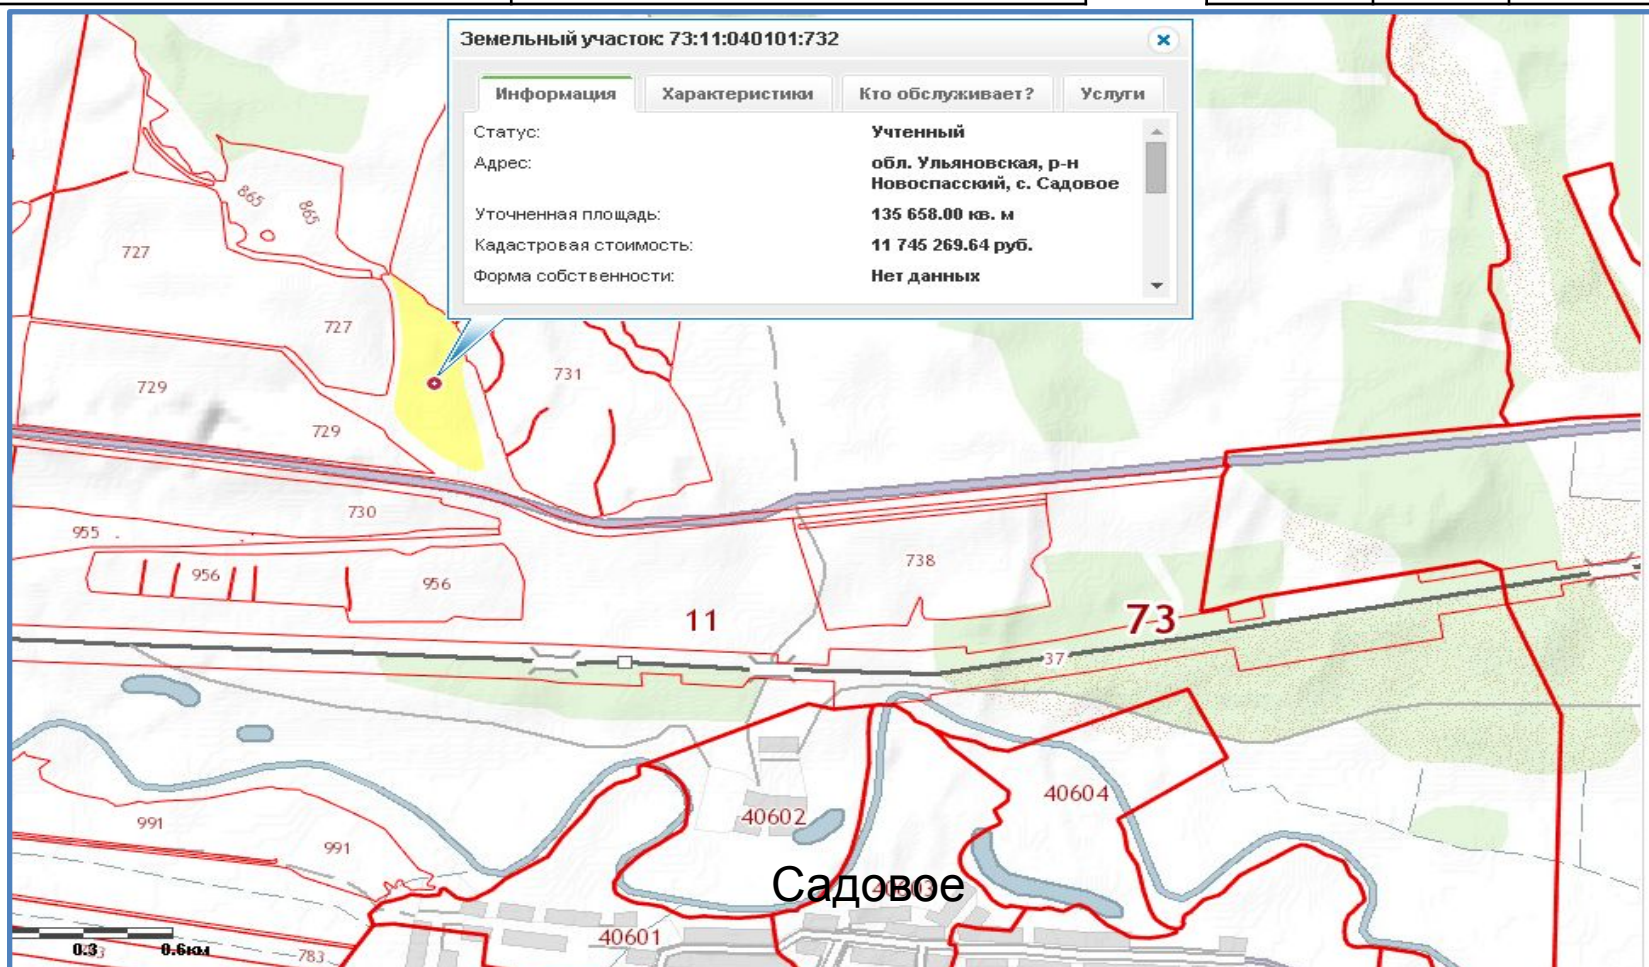 Земельный участок: 73:11:040101:732
Информация Характеристики Кто обслуживает? Услуги
Статус: Учтенный
Адрес: обл. Ульяновская, р-н
Новоспасский, с. Садовое
Уточненная площадь: 135 658.00 кв. м
Кадастровая стоимость: 11 745 269.64 руб.
Форма собственности: Нет данных
865
865
727
727
731
729
729
730
955
738
956
956
11
73
37
40604
40602
991
991
Садовое
40603
40601
0.3
0.6км
783